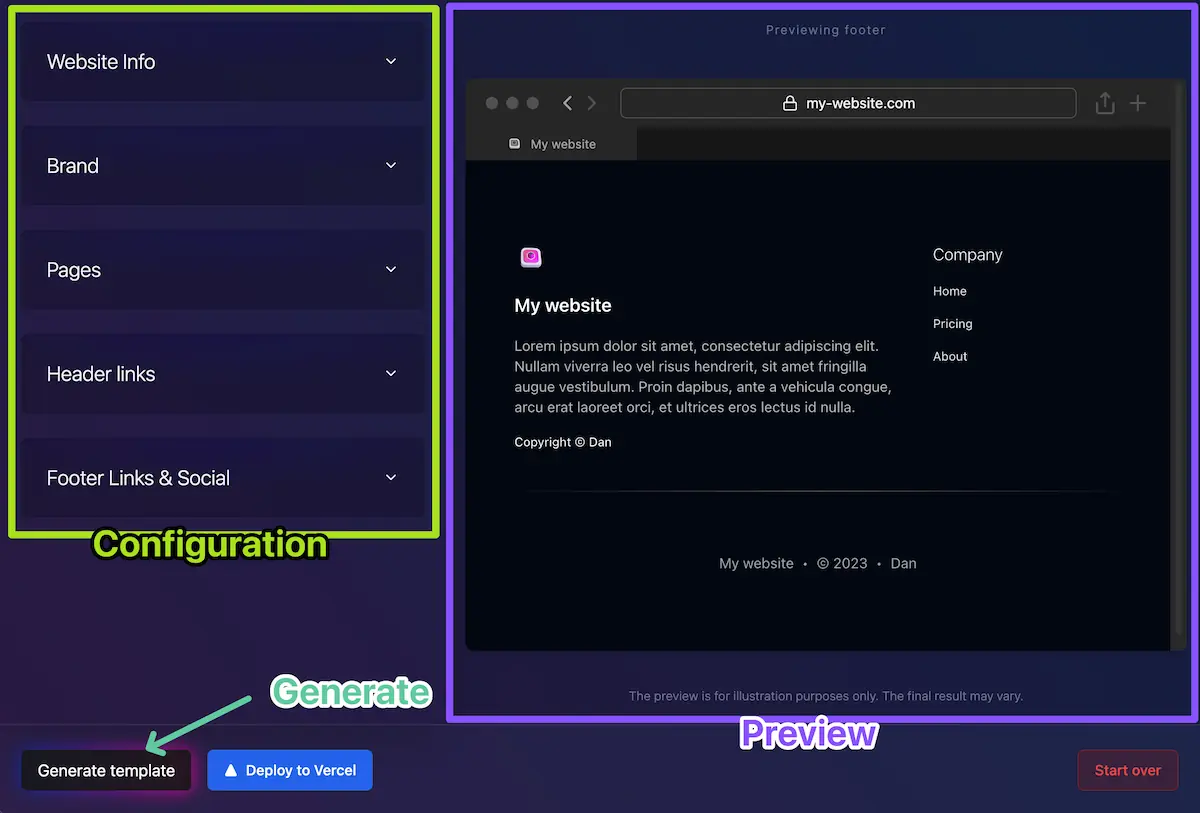 Website Info
Brand
Pages
Header links
Footer Links & Social
Configuration
Previewing footer
my-website.com
My website
My website
Lorem ipsum dolor sit amet, consectetur adipiscing elit.
Nullam viverra leo vel risus hendrerit, sit amet fringilla
augue vestibulum. Proin dapibus, ante a vehicula congue,
arcu erat laoreet orci, et ultrices eros lectus id nulla.
Copyright © Dan
Company
Home
Pricing
About
My website • © 2023 • Dan
The preview is for illustration purposes only. The final result may vary.
Preview
Generate
Generate template
Deploy to Vercel
Start over